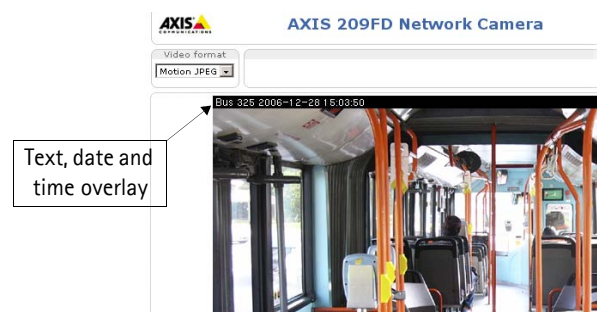 AXIS
COMMUNICATIONS
AXIS 209FD Network Camera
Video format
Motion JPEG
Bus 325 2006-12-28 15:03:50
Text, date and
time overlay